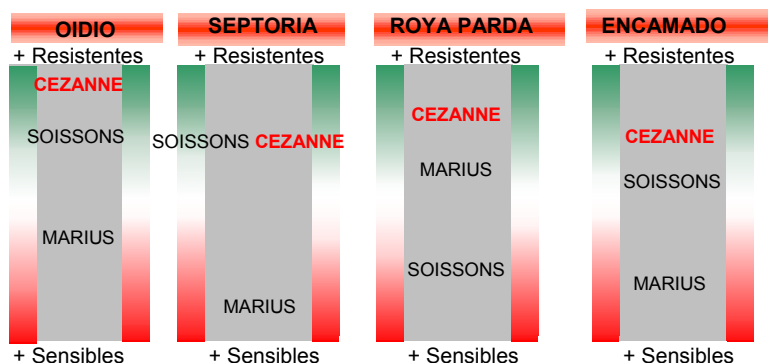 OIDIO
+ Resistentes
CEZANNE
SOISSONS
MARIUS
+ Sensibles
SEPTORIA
+ Resistentes
SOISSONS CEZANNE
MARIUS
+ Sensibles
ROYA PARDA
+ Resistentes
CEZANNE
MARIUS
SOISSONS
+ Sensibles
ENCAMADO
+ Resistentes
CEZANNE
SOISSONS
MARIUS
+ Sensibles